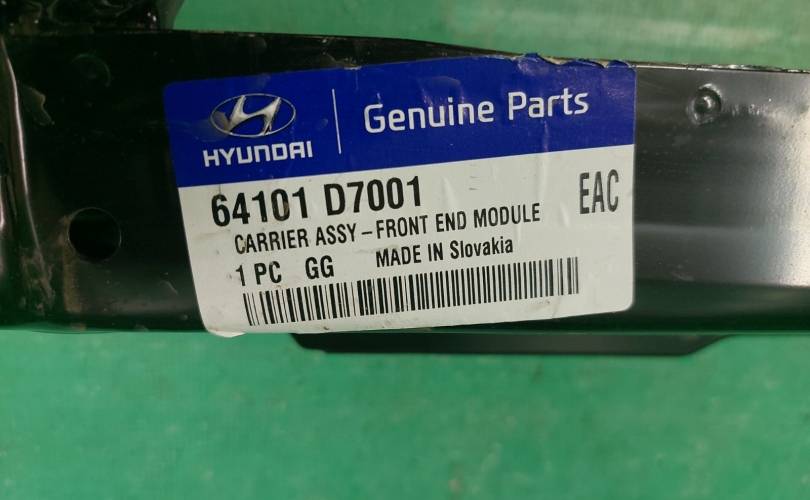 HYUNDAI
Genuine Parts
64101 D7001
EAC
CARRIER ASSY-FRONT END MODULE
1 PC GG MADE IN Slovakia